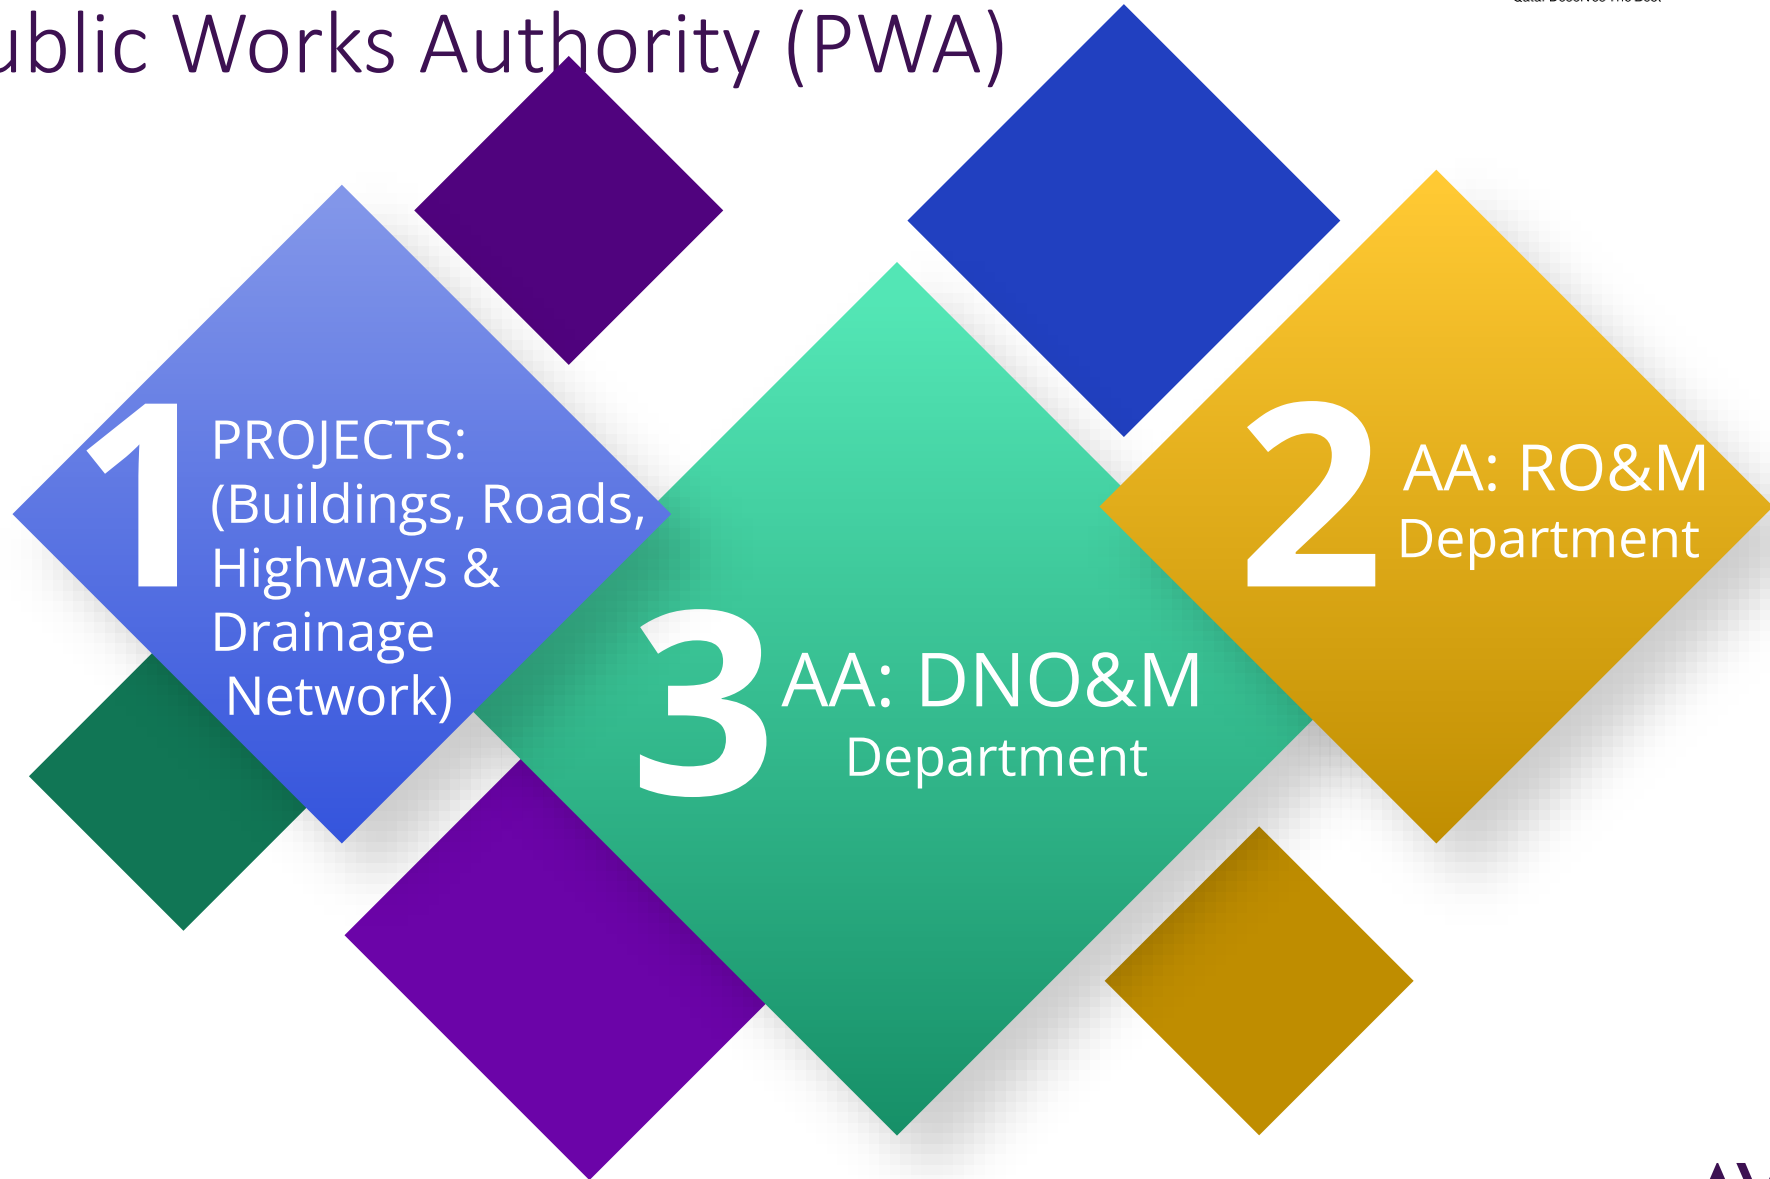 ublic Works Authority (PWA)
1
PROJECTS:
(Buildings, Roads,
Highways &
Drainage
Network)
2
AA: RO&M
Department
3
AA: DNO&M
Department